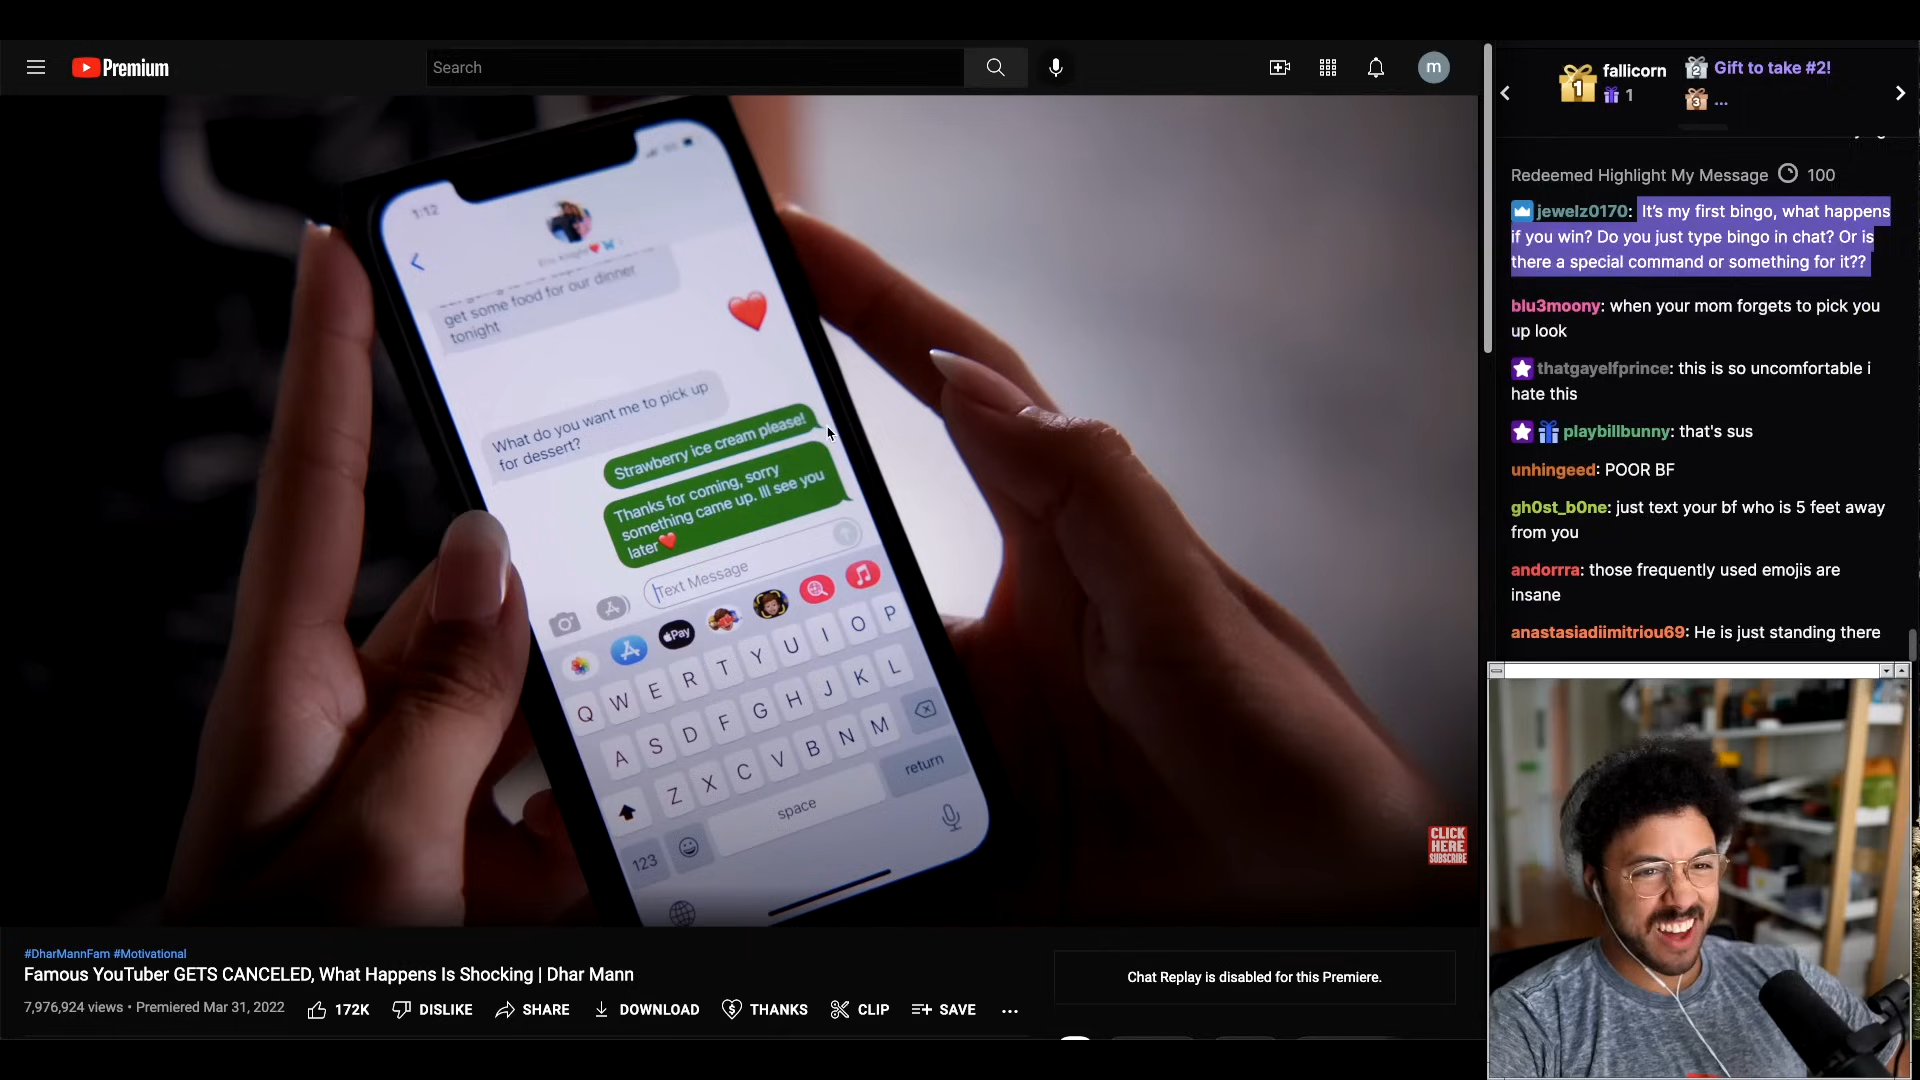 Premium
Search
m
1
fallicorn
1
2
Gift to take #2!
3
...
Redeemed Highlight My Message 100
jewelz0170: It's my first bingo, what happens
if you win? Do you just type bingo in chat? Or is
there a special command or something for it??
blu3moony: when your mom forgets to pick you
up look
thatgayelfprince: this is so uncomfortable i
hate this
playbillbunny: that's sus
unhingeed: POOR BF
gh0st_b0ne: just text your bf who is 5 feet away
from you
andorrra: those frequently used emojis are
insane
anastasiadiimitriou69: He is just standing there
1:12
get some food for our dinner
tonight
What do you want me to pick up
for dessert?
Strawberry ice cream please!
Thanks for coming, sorry
something came up. Ill see you
later
Text Message
Pay
Q W E R T Y U I O P
A S D F G H J K L
Z X C V B N M
123
space
return
CLICK
HERE
SUBSCRIBE
#DharMannFam #Motivational
Famous YouTuber GETS CANCELED, What Happens Is Shocking | Dhar Mann
7,976,924 views • Premiered Mar 31, 2022
172K
DISLIKE
SHARE
DOWNLOAD
THANKS
CLIP
SAVE
...
Chat Replay is disabled for this Premiere.